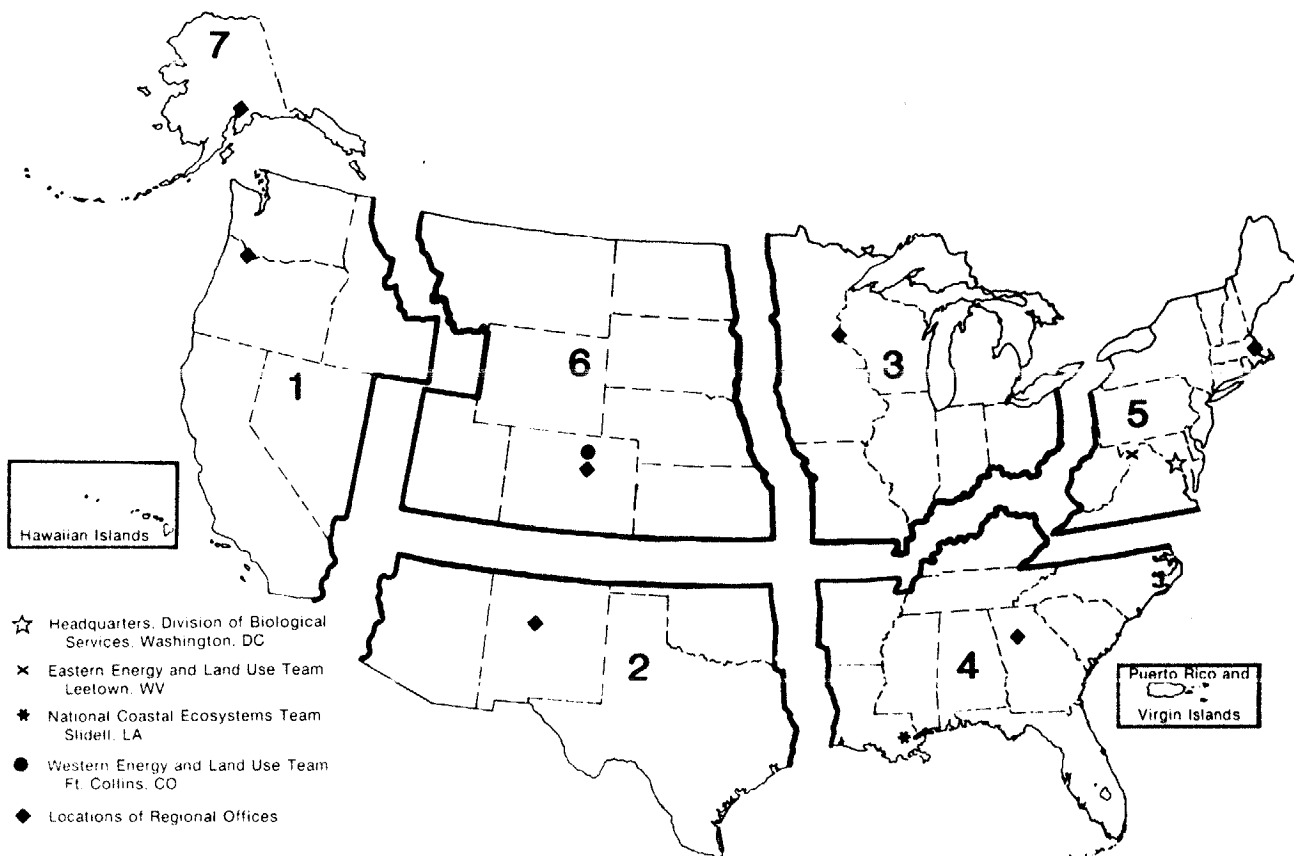 7
1
6
3
5
2
4
Hawaiian Islands
Puerto Rico and
Virgin Islands
Headquarters, Division of Biological
Services, Washington, DC
Eastern Energy and Land Use Team
Leetown, WV
National Coastal Ecosystems Team
Slidell, LA
Western Energy and Land Use Team
Ft. Collins, CO
Locations of Regional Offices